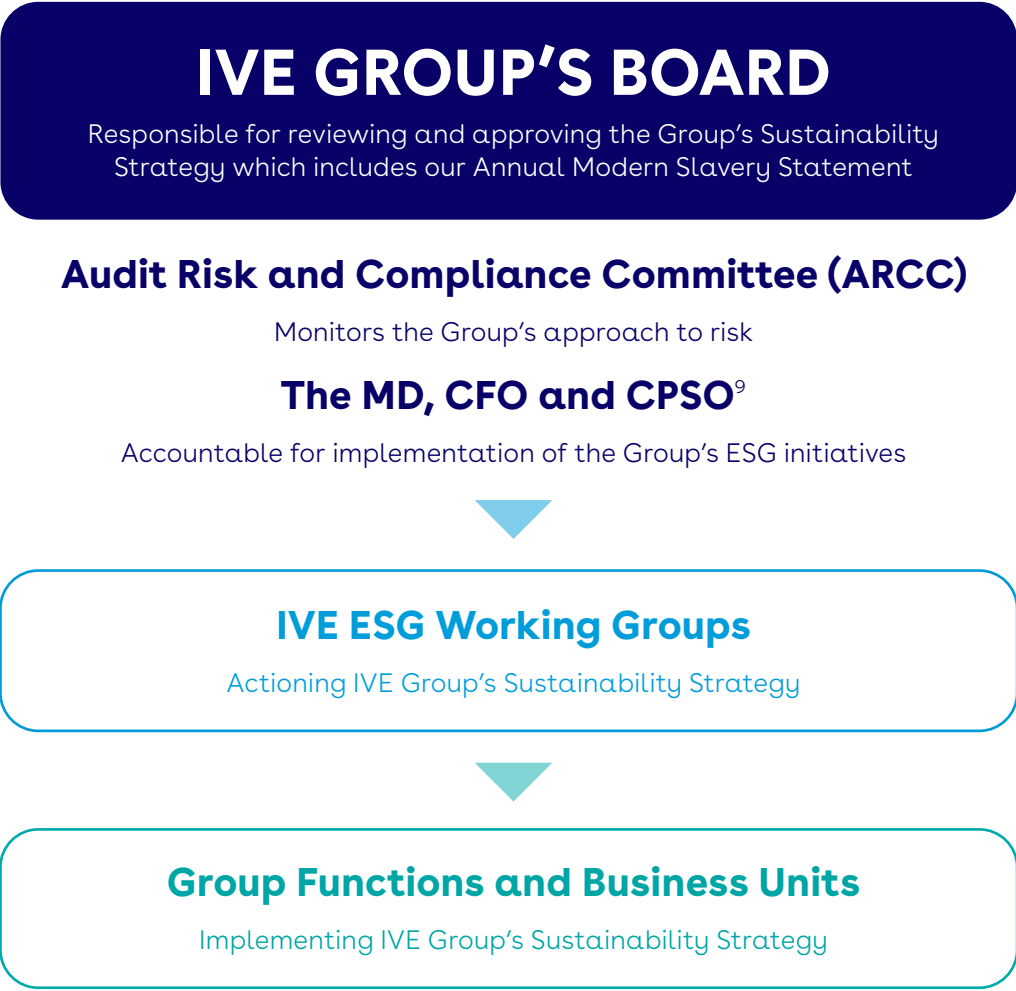 IVE GROUP’S BOARD
Responsible for reviewing and approving the Group’s Sustainability
Strategy which includes our Annual Modern Slavery Statement
Audit Risk and Compliance Committee (ARCC)
Monitors the Group’s approach to risk
The MD, CFO and CPSO⁹
Accountable for implementation of the Group’s ESG initiatives
IVE ESG Working Groups
Actioning IVE Group’s Sustainability Strategy
Group Functions and Business Units
Implementing IVE Group’s Sustainability Strategy